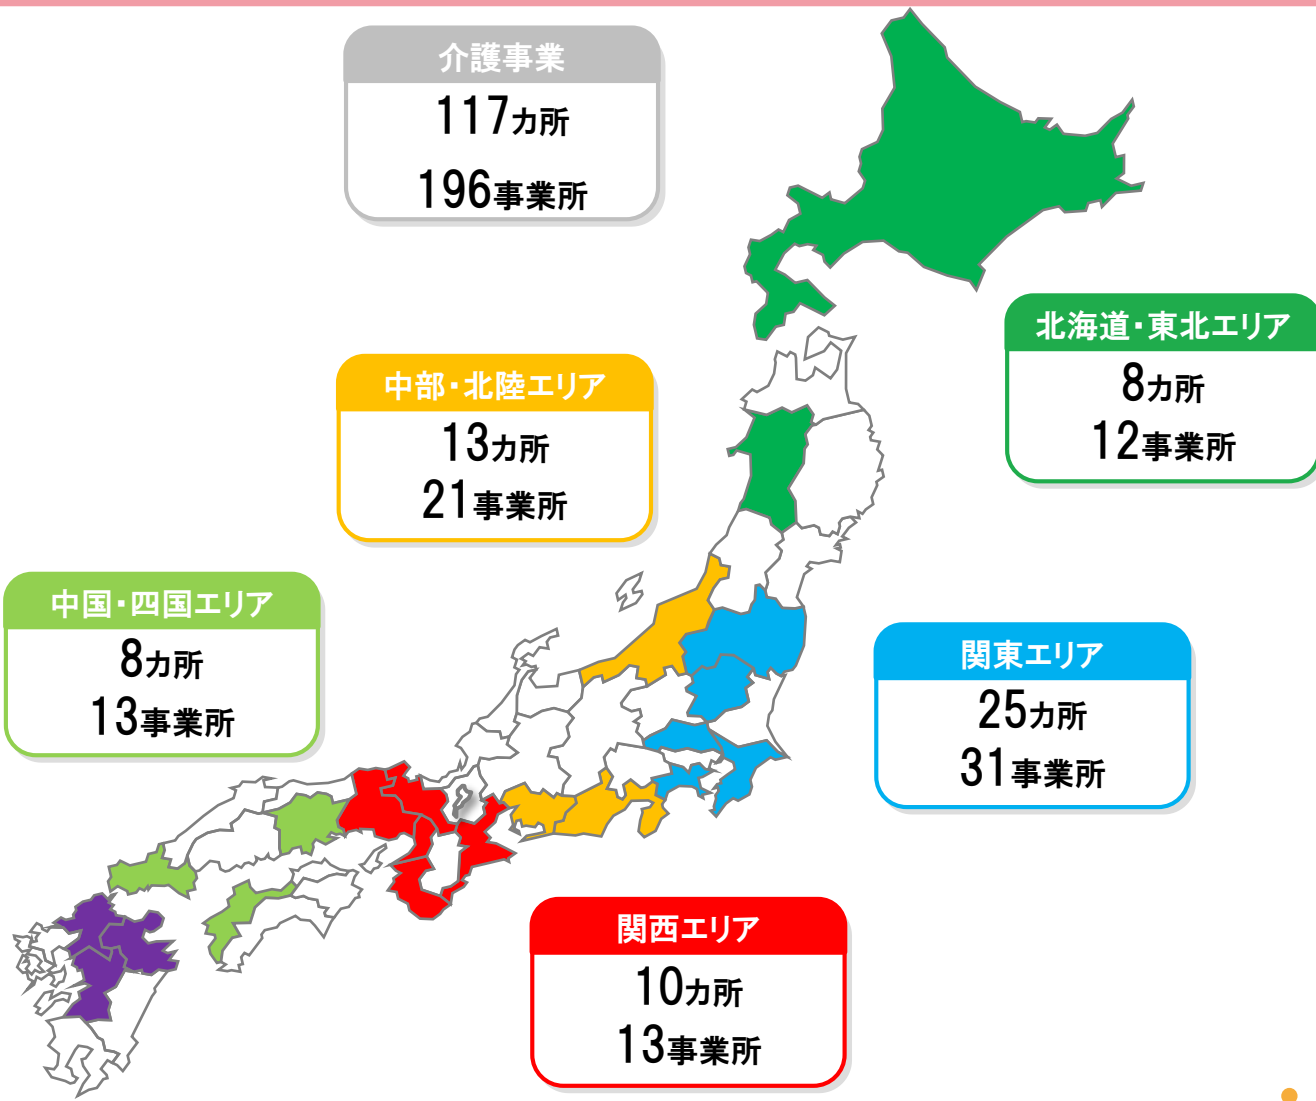 介護事業
117カ所
196事業所
北海道・東北エリア
8カ所
12事業所
中部・北陸エリア
13カ所
21事業所
中国・四国エリア
8カ所
13事業所
関東エリア
25カ所
31事業所
関西エリア
10カ所
13事業所